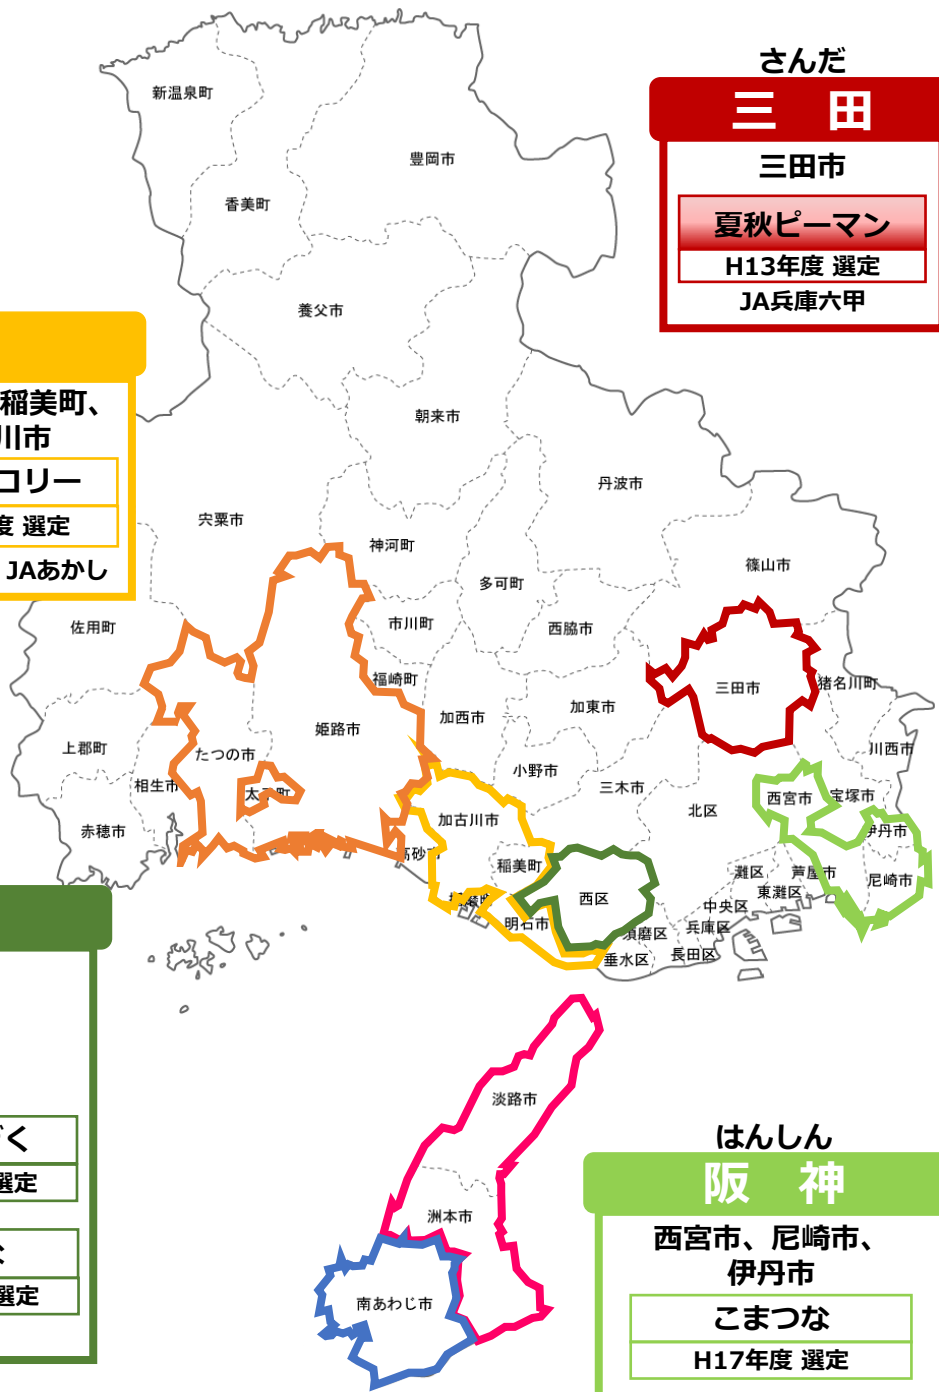 さんだ
三 田
三田市
夏秋ピーマン
H13年度 選定
JA兵庫六甲
稲美町、
川市
コリー
度 選定
JAあかし
選定
選定
はんしん
阪 神
西宮市、尼崎市、
伊丹市
こまつな
H17年度 選定
新温泉町
豊岡市
香美町
養父市
朝来市
丹波市
宍粟市
神河町
篠山市
多可町
佐用町
市川町
西脇市
福崎町
三田市
猪名川町
加西市
加東市
姫路市
上郡町
たつの市
川西市
小野市
相生市
三木市
太子町
西宮市
宝塚市
北区
赤穂市
加古川市
伊丹市
高砂市
稲美町
灘区
芦屋市
尼崎市
東灘区
西区
中央区
明石市
須磨区
兵庫区
垂水区
長田区
淡路市
洲本市
南あわじ市